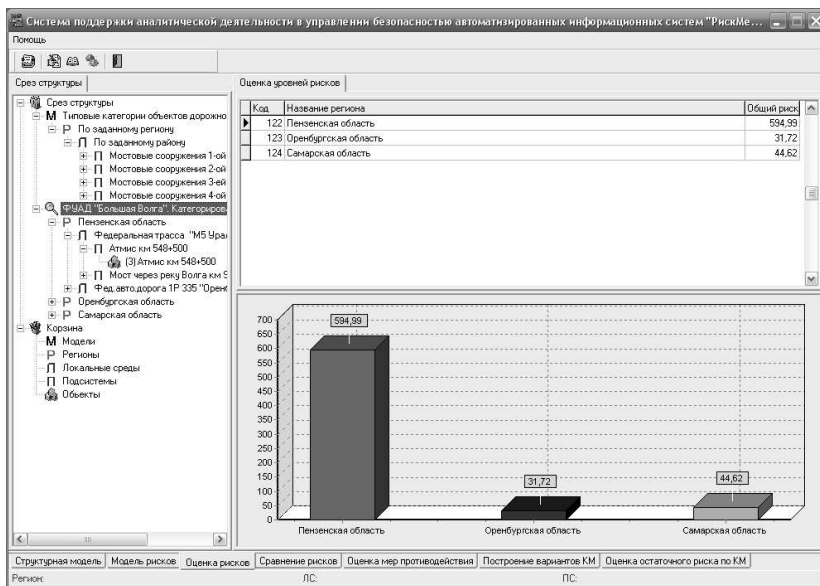 Система поддержки аналитической деятельности в управлении безопасностью автоматизированных информационных систем "РискМе...
Помощь
Срез структуры
Срез структуры
М Типовые категории объектов дорожно
Р По заданному региону
Л По заданному району
П Мостовые сооружения 1-ой
П Мостовые сооружения 2-ой
П Мостовые сооружения 3-ей
П Мостовые сооружения 4-ой
ФУАД "Большая Волга". Категориров
Р Пензенская область
Л Федеральная трасса "М5 Ура
П Атмис км 548+500
(3) Атмис км 548+500
П Мост через реку Волга км
Л Фед.авто.дорога 1Р 335 "Орен
Р Оренбургская область
Р Самарская область
Корзина
М Модели
Р Регионы
Л Локальные среды
П Подсистемы
Объекты
Оценка уровней рисков
Код Название региона Общий риск
122 Пензенская область 594,99
123 Оренбургская область 31,72
124 Самарская область 44,62
700
650
600
550
500
450
400
350
300
250
200
150
100
50
0
594,99
31,72
44,62
Пензенская область Оренбургская область Самарская область
Структурная модель Модель рисков Оценка рисков Сравнение рисков Оценка мер противодействия Построение вариантов КМ Оценка остаточного риска по КМ
Регион: ЛС: ПС: